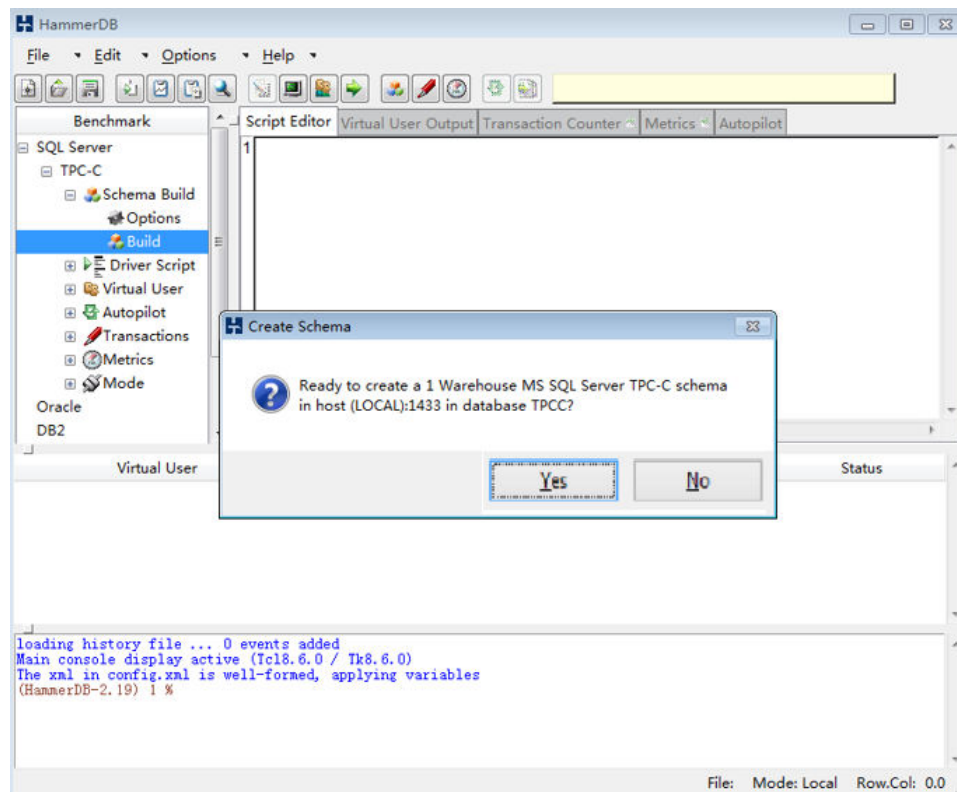 HammerDB
File Edit Options Help
Benchmark
Script Editor Virtual User Output Transaction Counter Metrics Autopilot
SQL Server
1
TPC-C
Schema Build
Options
Build
Driver Script
Virtual User
Autopilot
Transactions
Metrics
Mode
Oracle
DB2
Create Schema
Ready to create a 1 Warehouse MS SQL Server TPC-C schema
in host (LOCAL):1433 in database TPCC?
Yes No
Virtual User Status
loading history file ... 0 events added
Main console display active (Tcl8.6.0 / Tk8.6.0)
The xml in config.xml is well-formed, applying variables
(HammerDB-2.19) 1 %
File: Mode: Local Row.Col: 0.0